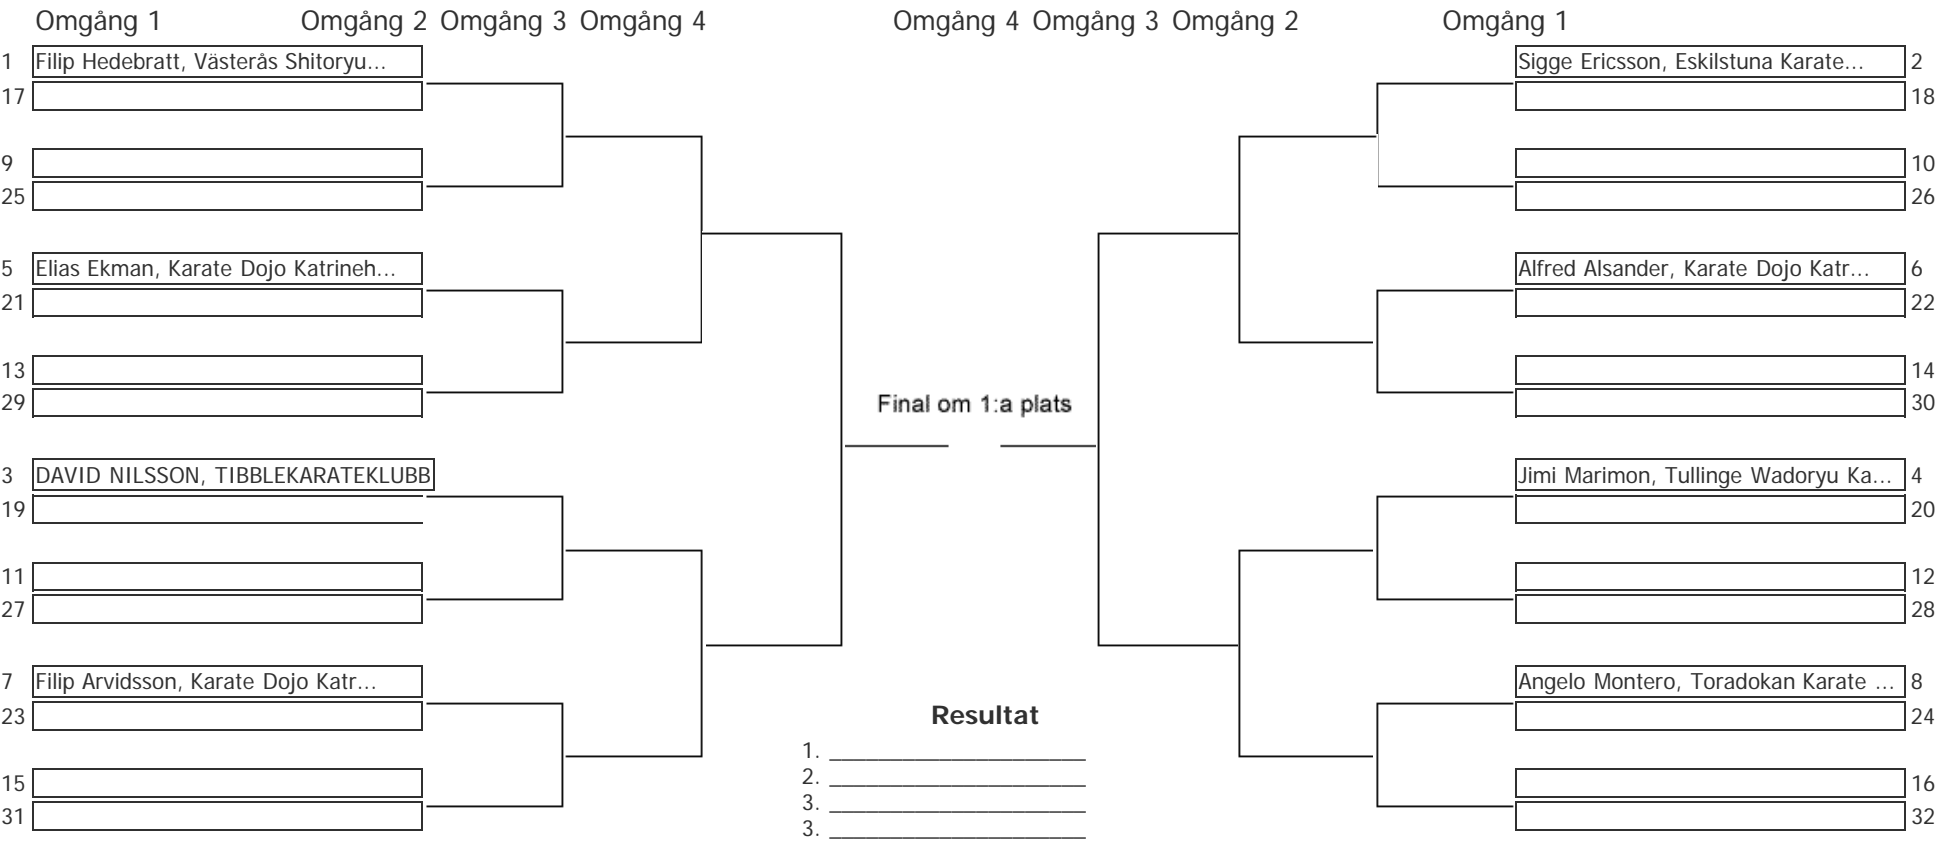 Omgång 1 Omgång 2 Omgång 3 Omgång 4 Omgång 4 Omgång 3 Omgång 2 Omgång 1
1 Filip Hedebratt, Västerås Shitoryu... Sigge Ericsson, Eskilstuna Karate... 2
17 18
9 10
25 26
5 Elias Ekman, Karate Dojo Katrineh... Alfred Alsander, Karate Dojo Katr... 6
21 22
13 14
29 30
Final om 1:a plats
3 DAVID NILSSON, TIBBLEKARATEKLUBB Jimi Marimon, Tullinge Wadoryu Ka... 4
19 20
11 12
27 28
7 Filip Arvidsson, Karate Dojo Katr... Angelo Montero, Toradokan Karate ... 8
23 Resultat 24
1.
2.
15 16
3.
31 32
3.